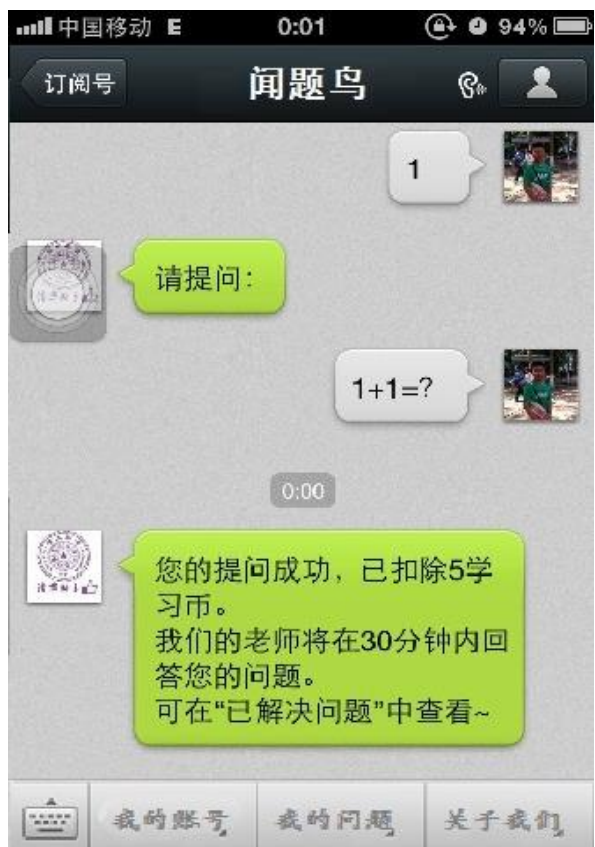 中国移动 E 0:01 94%
订阅号 闻题鸟
1
请提问：
1+1=?
0:00
您的提问成功，已扣除5学
习币。
我们的老师将在30分钟内回
答您的问题。
可在“已解决问题”中查看~
我的账号 我的问题 关于我们